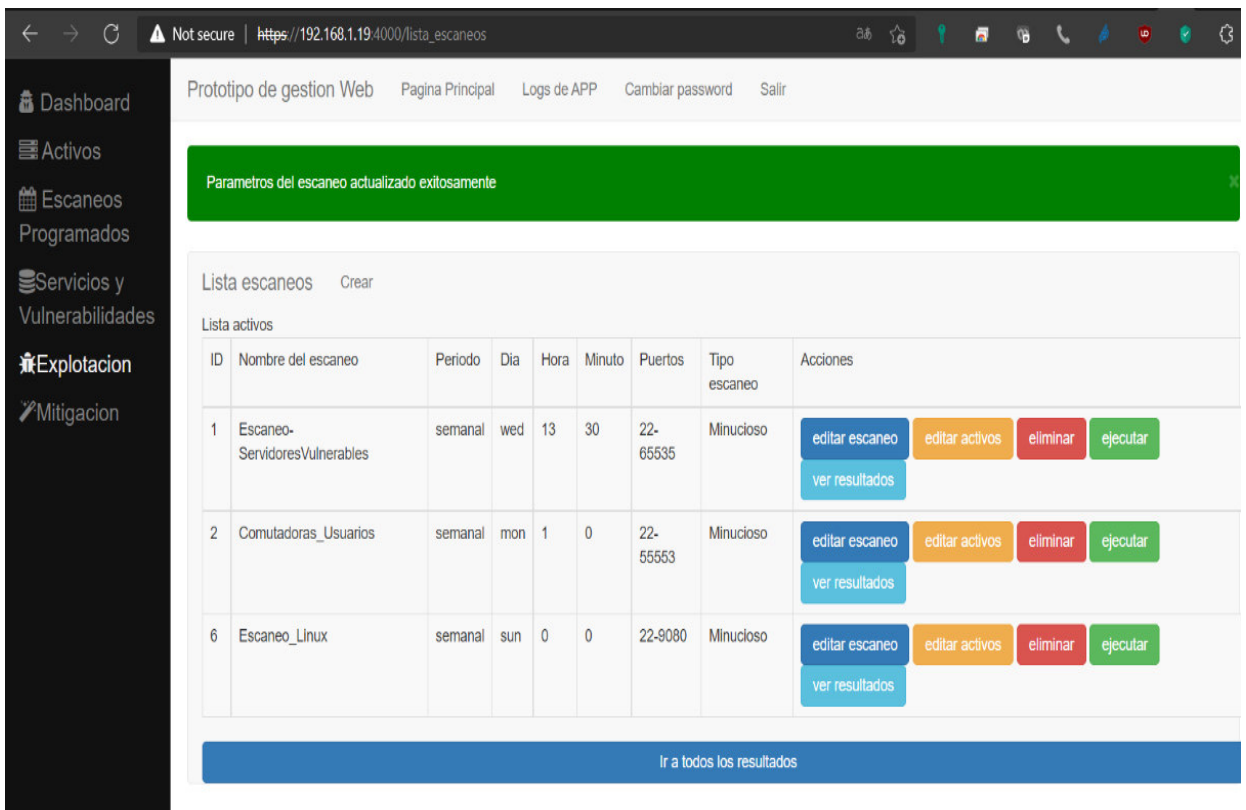 Not secure | https://192.168.1.19:4000/lista_escaneos
Dashboard
Activos
Escaneos
Programados
Servicios y
Vulnerabilidades
Explotacion
Mitigacion
Prototipo de gestion Web Pagina Principal Logs de APP Cambiar password Salir
Parametros del escaneo actualizado exitosamente ×
Lista escaneos Crear
Lista activos
ID Nombre del escaneo Periodo Dia Hora Minuto Puertos Tipo Acciones
escaneo
1 Escaneo- semanal wed 13 30 22- Minucioso editar escaneo editar activos eliminar ejecutar
ServidoresVulnerables 65535
ver resultados
2 Comutadoras_Usuarios semanal mon 1 0 22- Minucioso editar escaneo editar activos eliminar ejecutar
55553
ver resultados
6 Escaneo_Linux semanal sun 0 0 22-9080 Minucioso editar escaneo editar activos eliminar ejecutar
ver resultados
Ir a todos los resultados